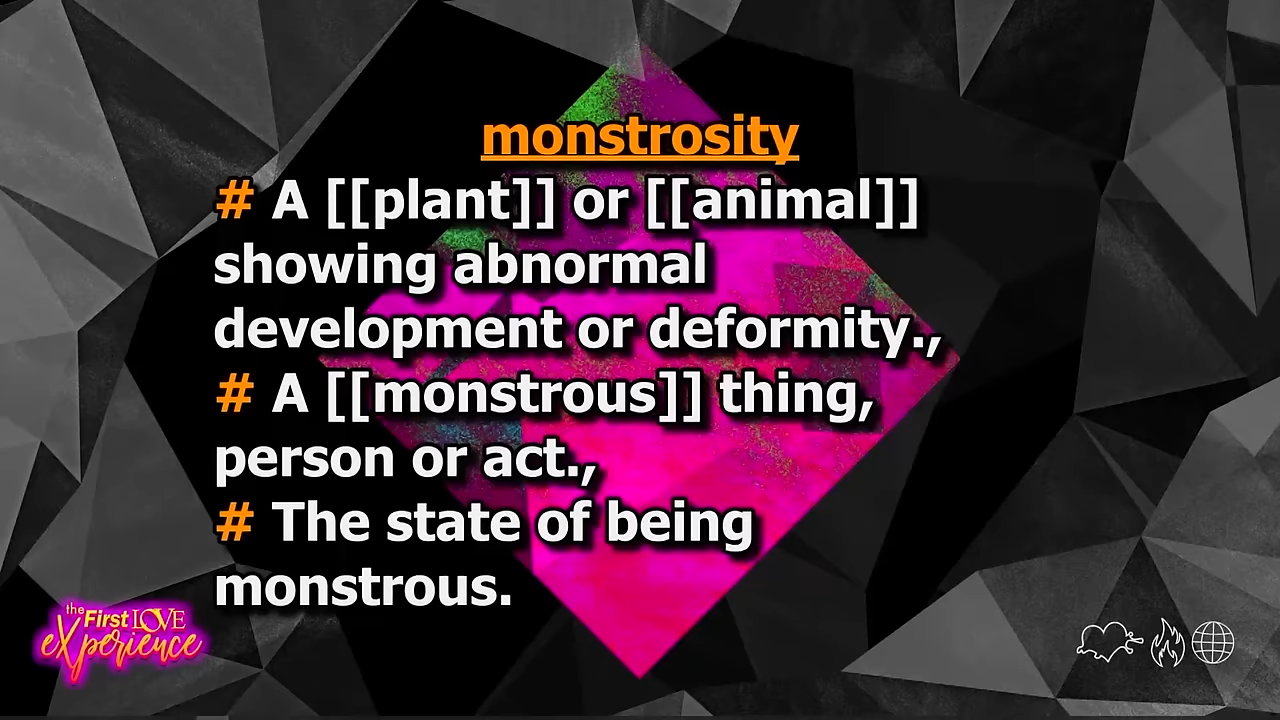 monstrosity
# A [[plant]] or [[animal]]
showing abnormal
development or deformity.,
# A [[monstrous]] thing,
person or act.,
# The state of being
monstrous.
the First LOVE
eXperience